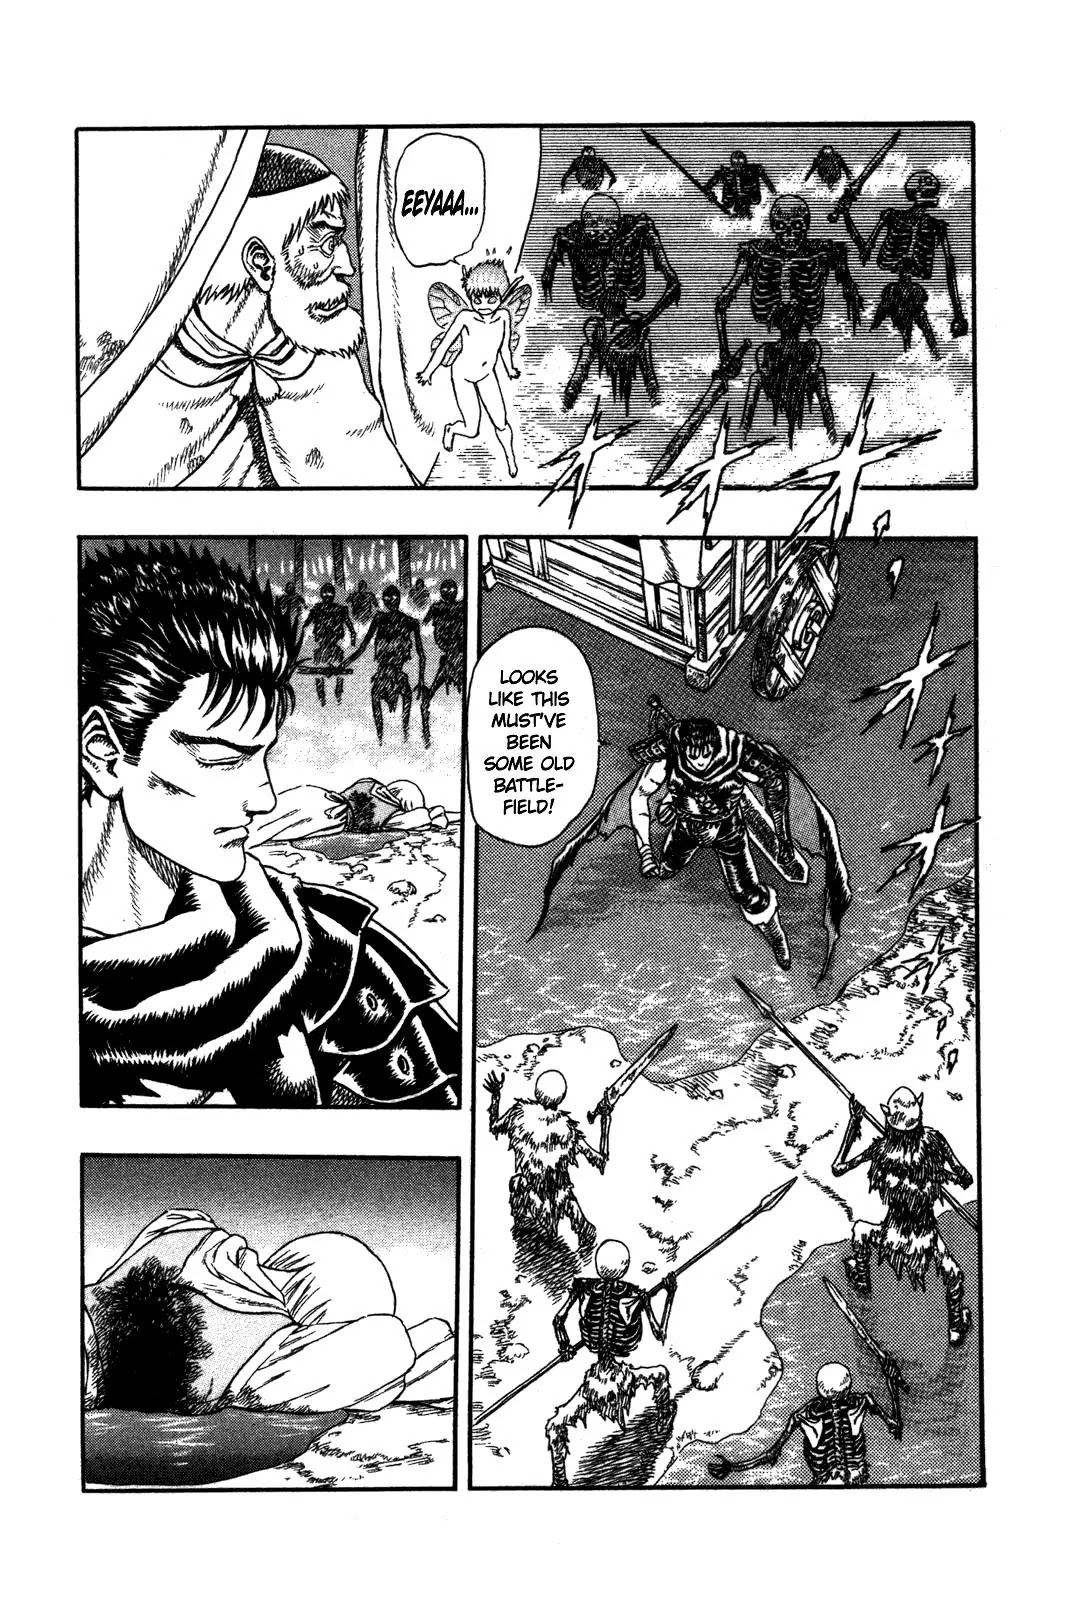 EEYAAA...
LOOKS
LIKE THIS
MUST'VE
BEEN
SOME OLD
BATTLE-
FIELD!